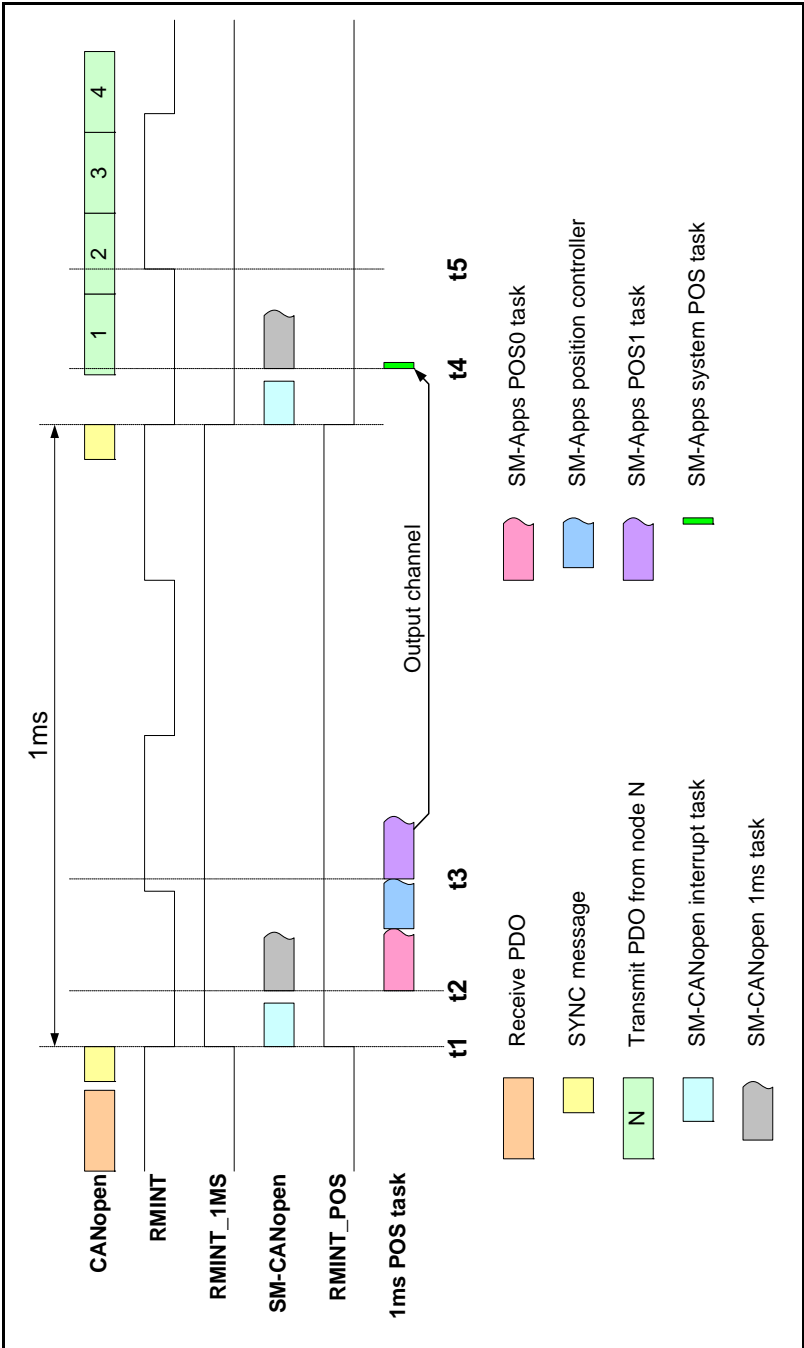 1ms
CANopen
1
2
3
4
RMINT
RMINT_1MS
SM-CANopen
RMINT_POS
1ms POS task
Output channel
t1
t2
t3
t4
t5
Receive PDO
SYNC message
N
Transmit PDO from node N
SM-CANopen interrupt task
SM-CANopen 1ms task
SM-Apps POS0 task
SM-Apps position controller
SM-Apps POS1 task
SM-Apps system POS task